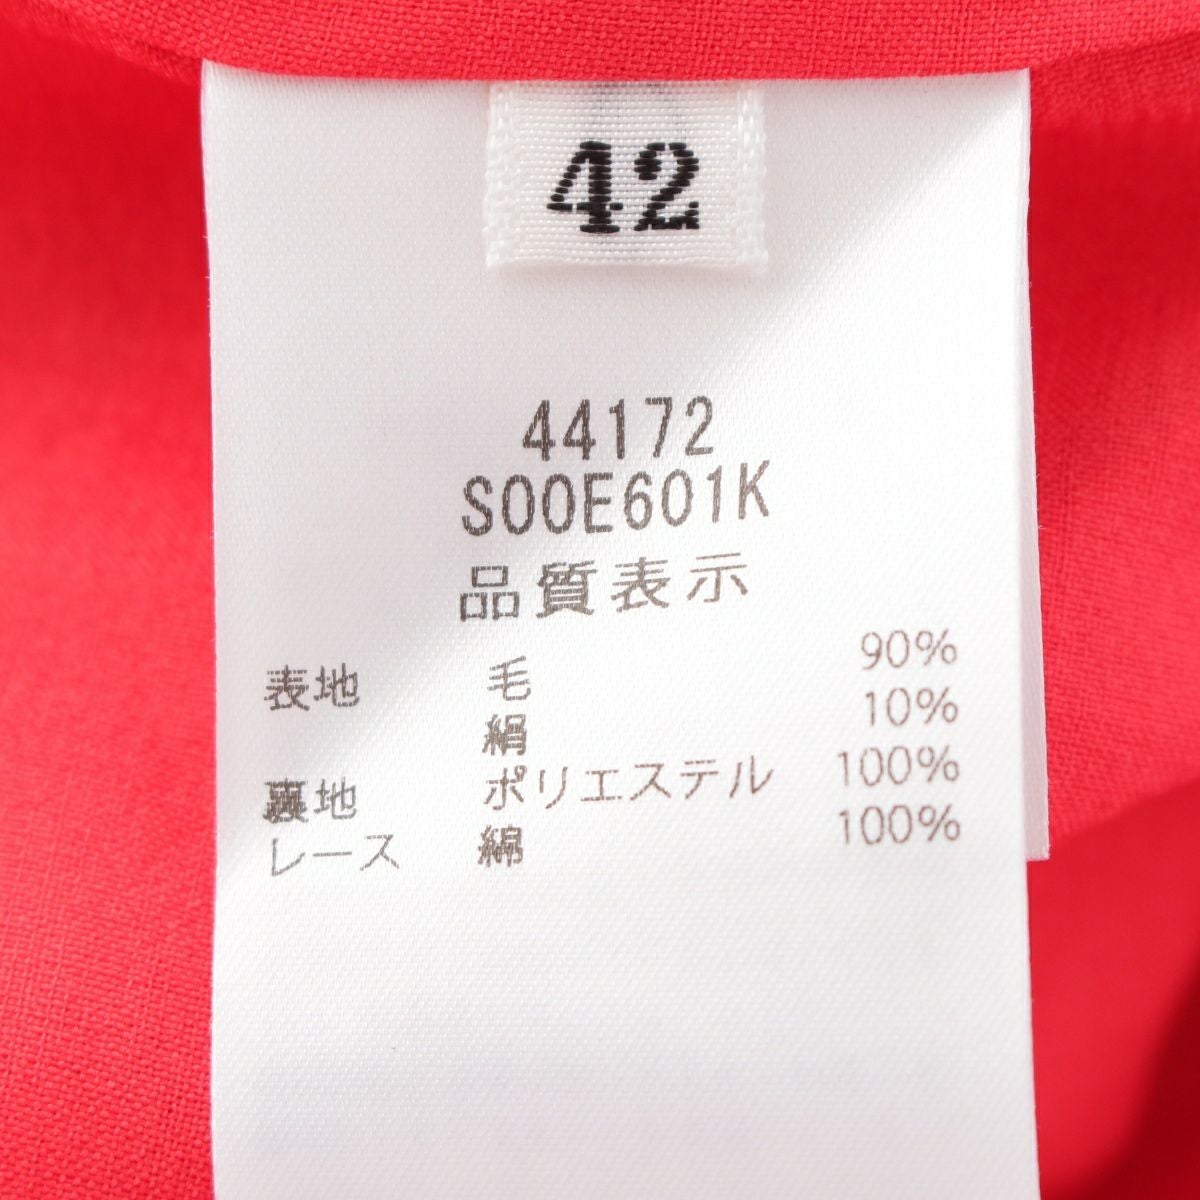 42
44172
S00E601K
品質表示
表地 毛 90%
絹 10%
裏地 ポリエステル 100%
レース 綿 100%